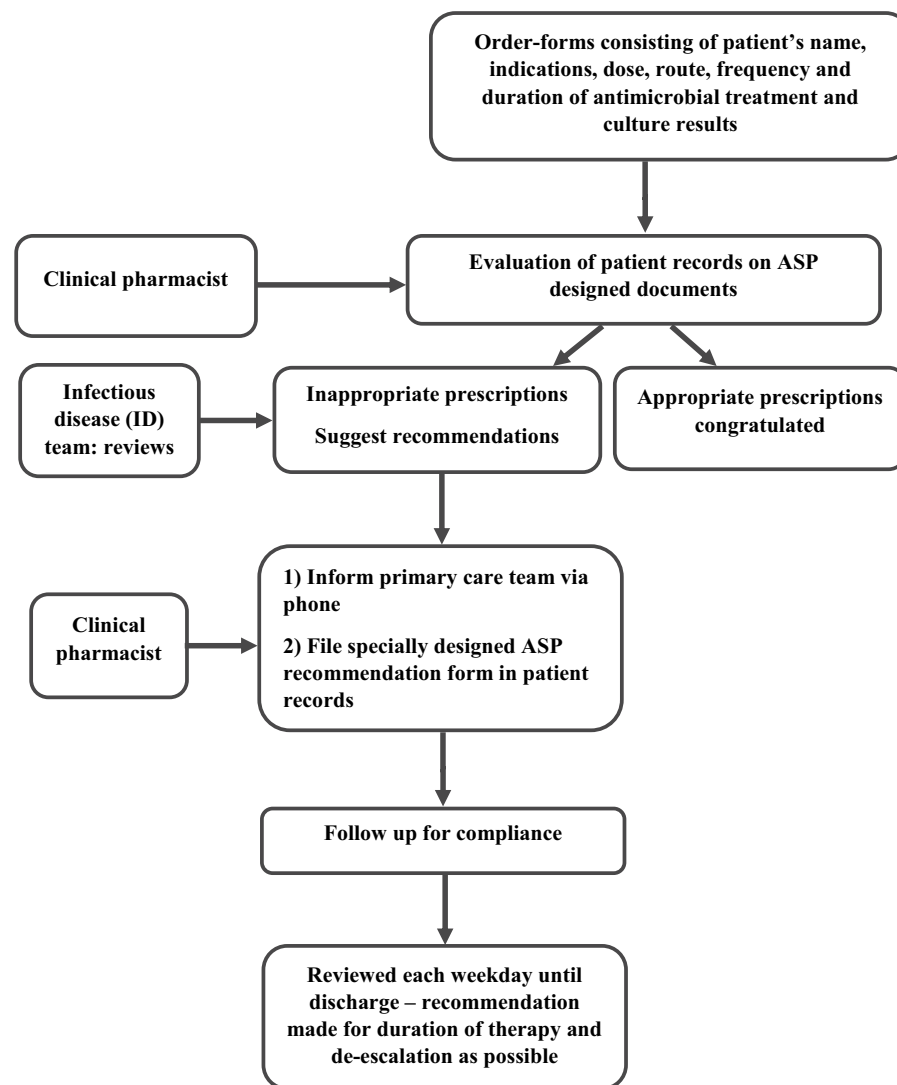 Order-forms consisting of patient’s name,
indications, dose, route, frequency and
duration of antimicrobial treatment and
culture results
Clinical pharmacist
Evaluation of patient records on ASP
designed documents
Infectious
disease (ID)
team: reviews
Inappropriate prescriptions
Suggest recommendations
Appropriate prescriptions
congratulated
Clinical
pharmacist
1) Inform primary care team via
phone
2) File specially designed ASP
recommendation form in patient
records
Follow up for compliance
Reviewed each weekday until
discharge – recommendation
made for duration of therapy and
de-escalation as possible